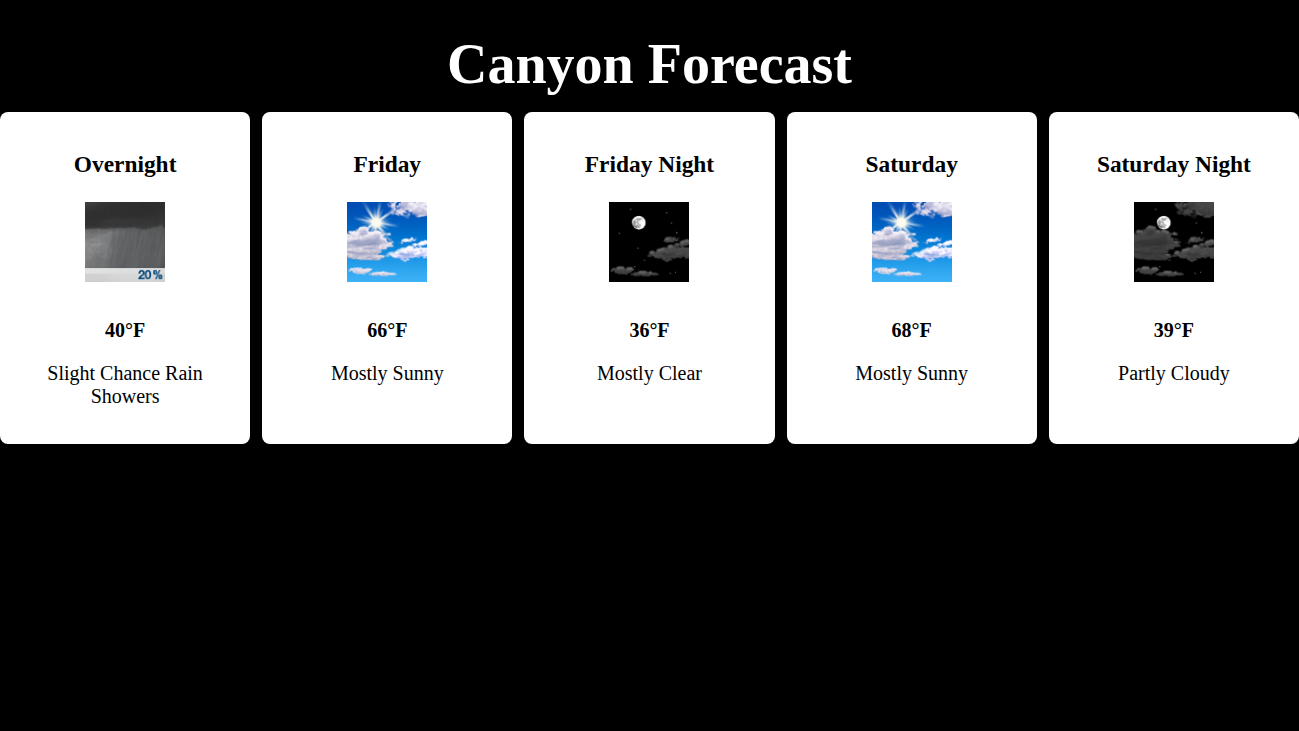 Canyon Forecast
Overnight
20%
40°F
Slight Chance Rain
Showers
Friday
66°F
Mostly Sunny
Friday Night
36°F
Mostly Clear
Saturday
68°F
Mostly Sunny
Saturday Night
39°F
Partly Cloudy